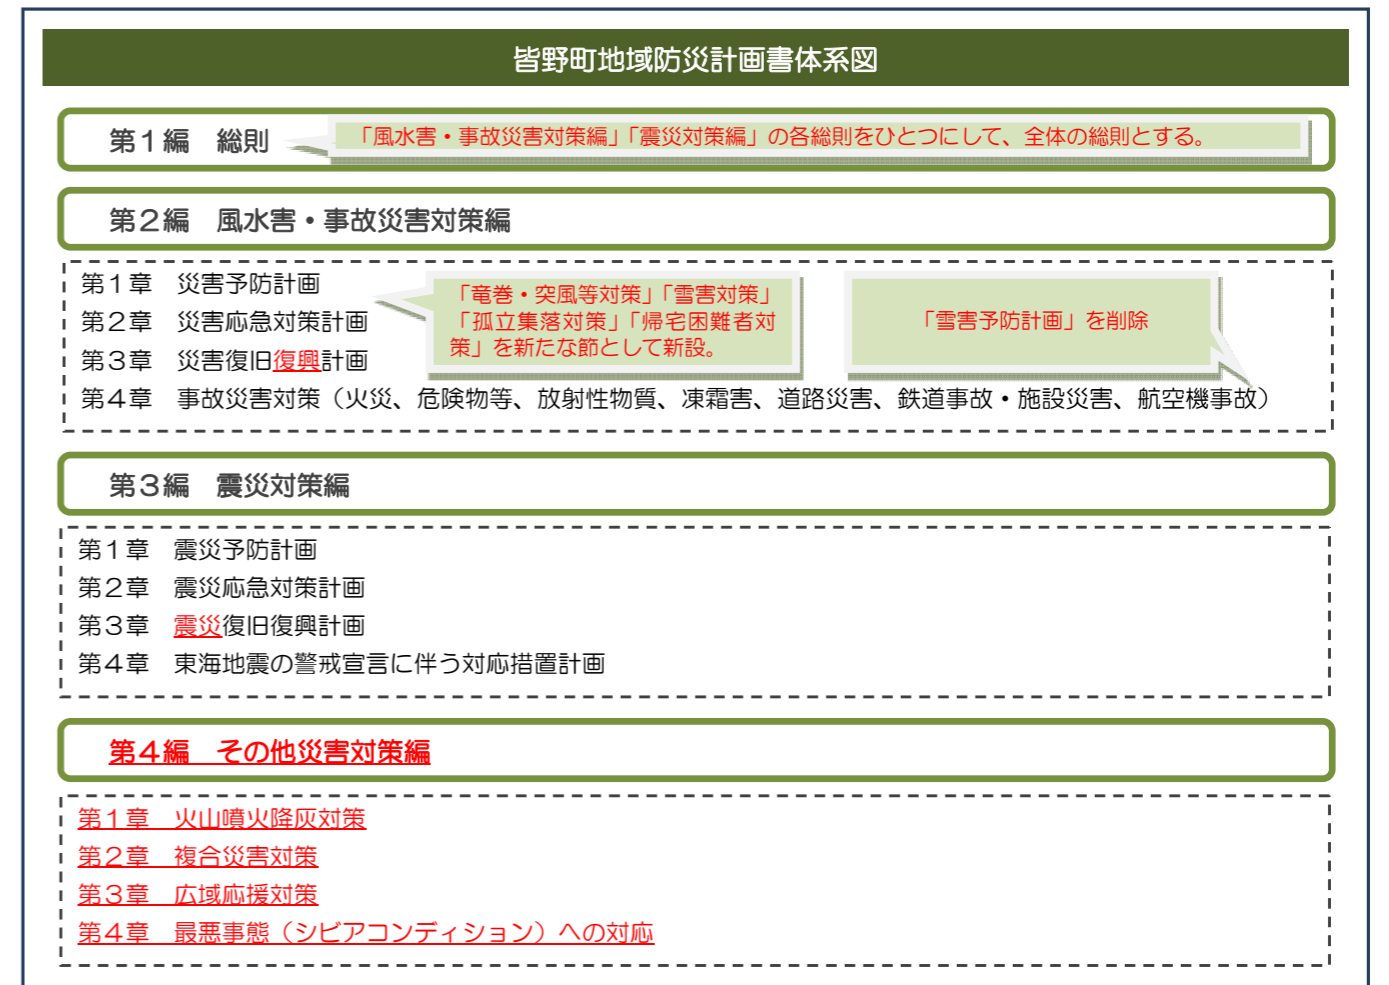 皆野町地域防災計画書体系図
第１編　総則
「風水害・事故災害対策編」「震災対策編」の各総則をひとつにして、全体の総則とする。
第２編　風水害・事故災害対策編
第１章　災害予防計画
第２章　災害応急対策計画
第３章　災害復旧復興計画
「竜巻・突風等対策」「雪害対策」
「孤立集落対策」「帰宅困難者対
策」を新たな節として新設。
「雪害予防計画」を削除
第４章　事故災害対策（火災、危険物等、放射性物質、凍霜害、道路災害、鉄道事故・施設災害、航空機事故）
第３編　震災対策編
第１章　震災予防計画
第２章　震災応急対策計画
第３章　震災復旧復興計画
第４章　東海地震の警戒宣言に伴う対応措置計画
第４編　その他災害対策編
第１章　火山噴火降灰対策
第２章　複合災害対策
第３章　広域応援対策
第４章　最悪事態（シビアコンディション）への対応